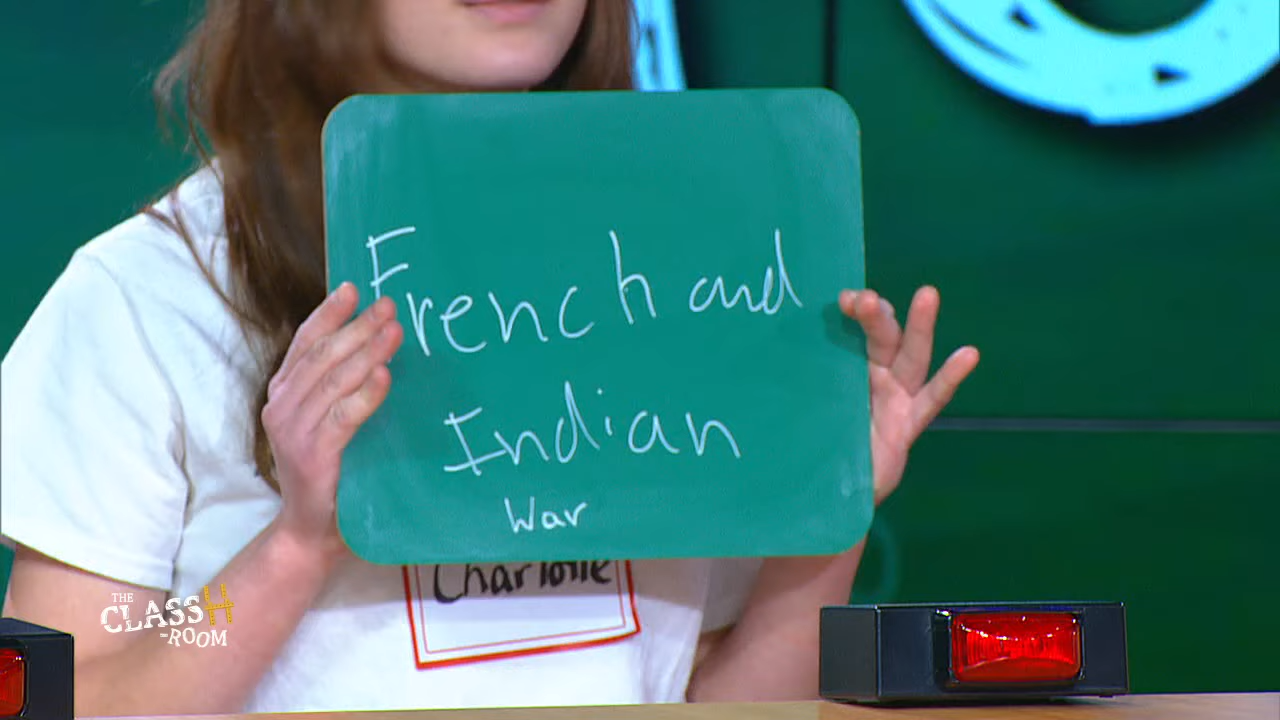 French and
Indian
War
Charlotte
THE
CLASSH
-ROOM